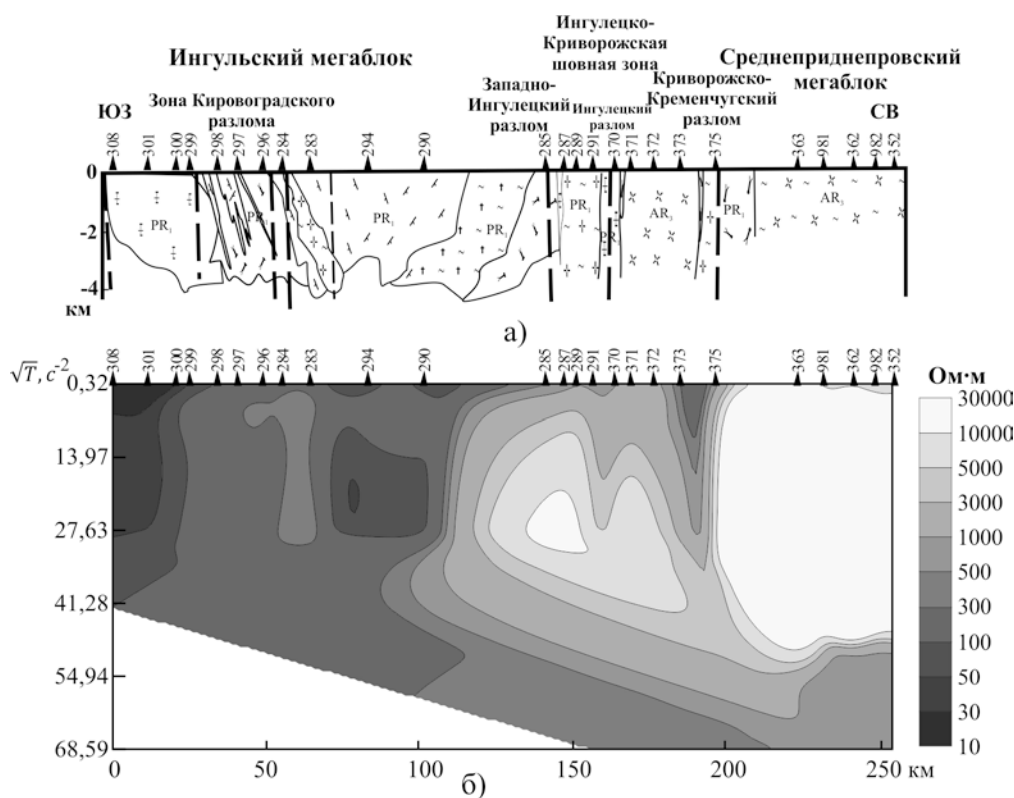 Ингулецко-
Криворожская
шовная зона
Ингульский мегаблок
Среднеприднепровский
мегаблок
Западно-
Ингулецкий
разлом
Ингулецкий
разлом
Криворожско-
Кременчугский
разлом
Зона Кировоградского
разлома
ЮЗ
СВ
308 301 300 299 298 297 296 284 283 294 290 285 287 289 291 370 371 372 373 375 363 981 362 982 352
0
-2
-4
км
PR₁ PR₁ PR₁ PR₁ PR₁ PR₁ AR₃ PR₁ AR₃
а)
√T, c⁻²
308 301 300 299 298 297 296 284 283 294 290 285 287 289 291 370 371 372 373 375 363 981 362 982 352
0,32
13,97
27,63
41,28
54,94
68,59
0 50 100 150 200 250 км
б)
Ом·м
30000
10000
5000
3000
1000
500
300
100
50
30
10